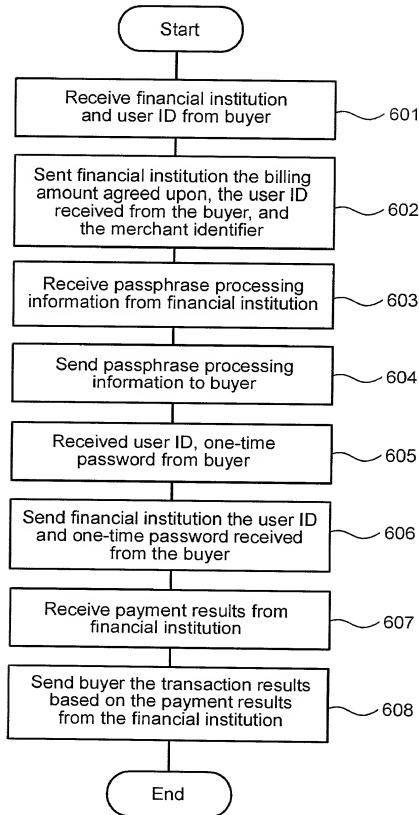 Start
Receive financial institution
and user ID from buyer
601
Sent financial institution the billing
amount agreed upon, the user ID
received from the buyer, and
the merchant identifier
602
Receive passphrase processing
information from financial institution
603
Send passphrase processing
information to buyer
604
Received user ID, one-time
password from buyer
605
Send financial institution the user ID
and one-time password received
from the buyer
606
Receive payment results from
financial institution
607
Send buyer the transaction results
based on the payment results
from the financial institution
608
End